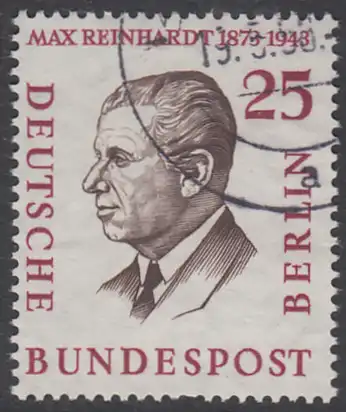 MAX REINHARDT 1873-1943
25
DEUTSCHE
BUNDESPOST
BERLIN
a